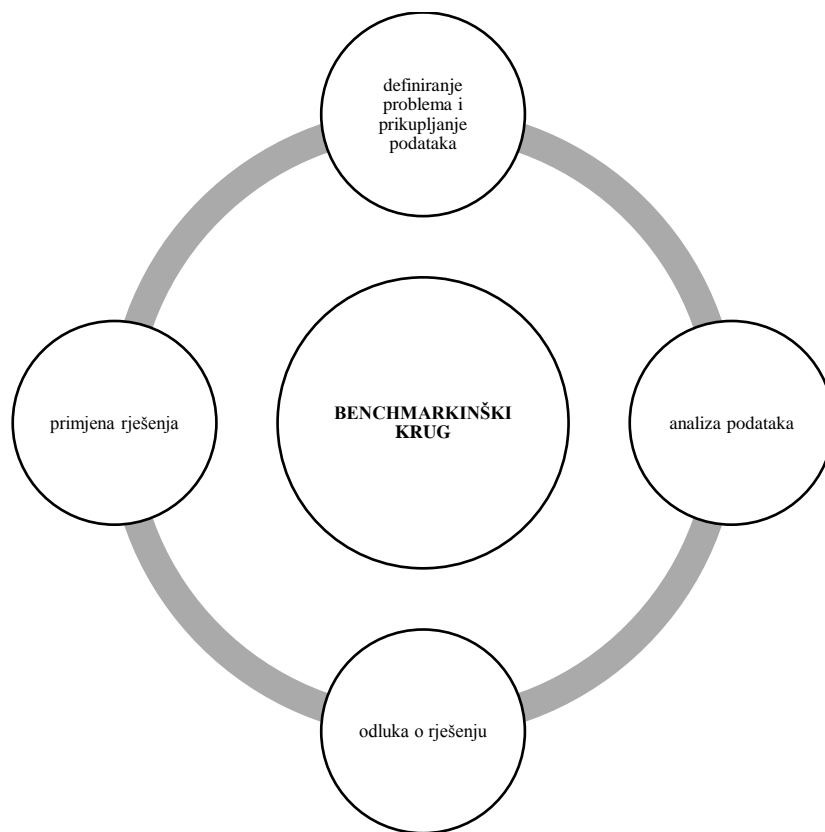 definiranje
problema i
prikupljanje
podataka
primjena rješenja
BENCHMARKINŠKI
KRUG
analiza podataka
odluka o rješenju